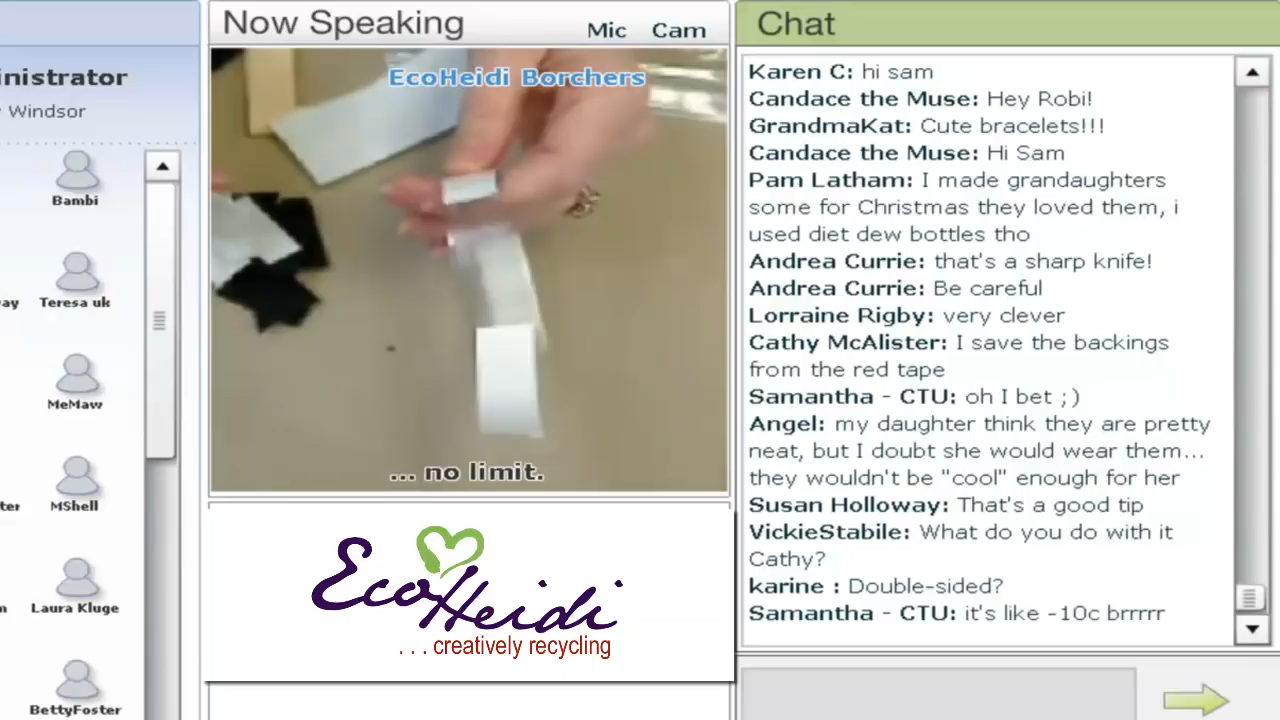 inistrator
Windsor
Bambi
ay Teresa uk
MeMaw
ter MShell
m Laura Kluge
BettyFoster
Now Speaking Mic Cam
EcoHeidi Borchers
... no limit.
EcoHeidi
. . . creatively recycling
Chat
Karen C: hi sam
Candace the Muse: Hey Robi!
GrandmaKat: Cute bracelets!!!
Candace the Muse: Hi Sam
Pam Latham: I made grandaughters
some for Christmas they loved them, i
used diet dew bottles tho
Andrea Currie: that's a sharp knife!
Andrea Currie: Be careful
Lorraine Rigby: very clever
Cathy McAlister: I save the backings
from the red tape
Samantha - CTU: oh I bet ;)
Angel: my daughter think they are pretty
neat, but I doubt she would wear them...
they wouldn't be "cool" enough for her
Susan Holloway: That's a good tip
VickieStabile: What do you do with it
Cathy?
karine : Double-sided?
Samantha - CTU: it's like -10c brrrrr